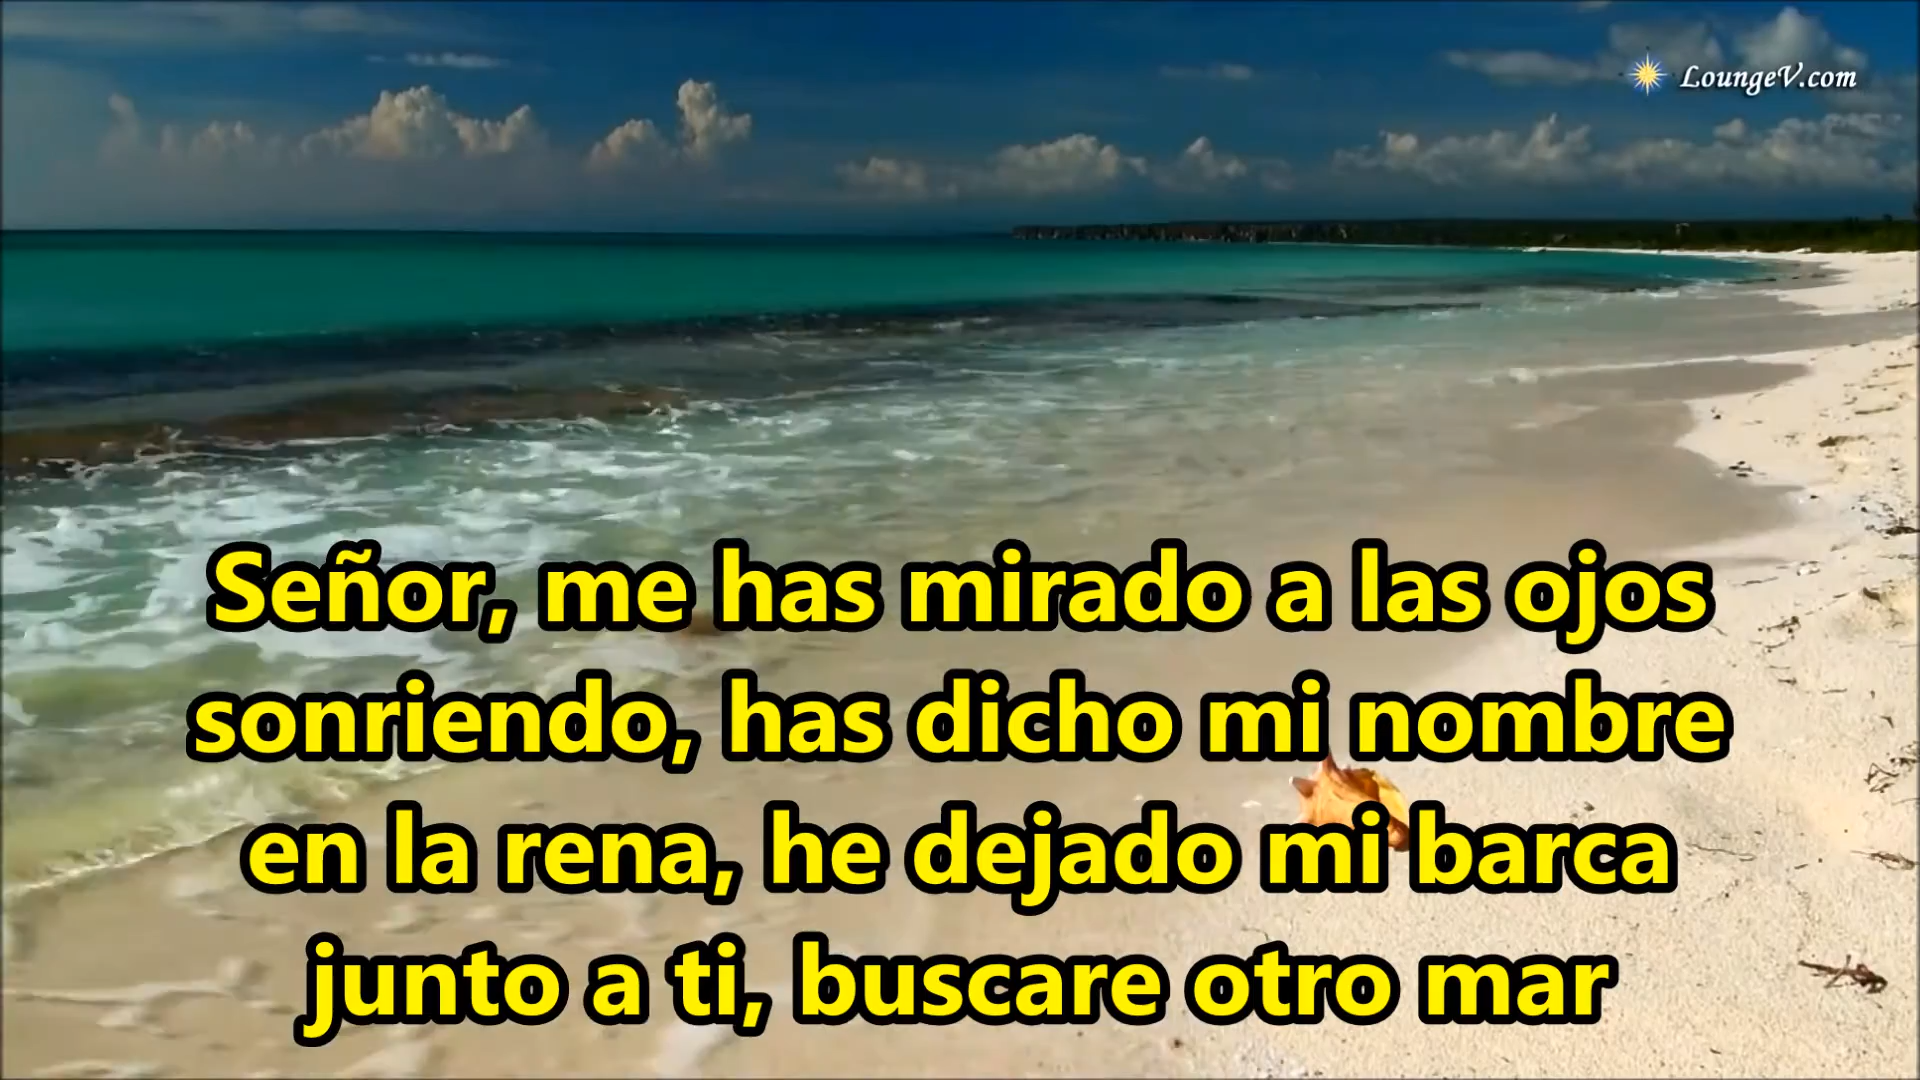 LoungeV.com
Señor, me has mirado a las ojos
sonriendo, has dicho mi nombre
en la rena, he dejado mi barca
junto a ti, buscare otro mar